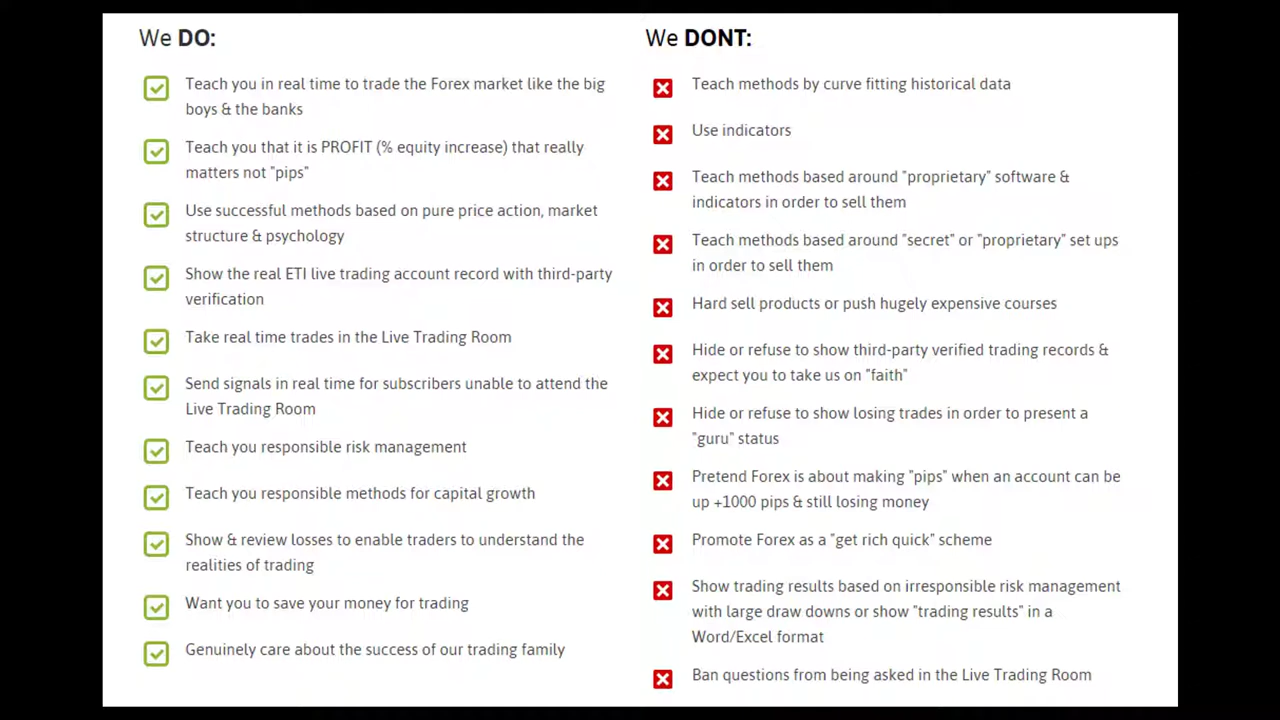 We DO:
Teach you in real time to trade the Forex market like the big
boys & the banks
Teach you that it is PROFIT (% equity increase) that really
matters not "pips"
Use successful methods based on pure price action, market
structure & psychology
Show the real ETI live trading account record with third-party
verification
Take real time trades in the Live Trading Room
Send signals in real time for subscribers unable to attend the
Live Trading Room
Teach you responsible risk management
Teach you responsible methods for capital growth
Show & review losses to enable traders to understand the
realities of trading
Want you to save your money for trading
Genuinely care about the success of our trading family
We DONT:
Teach methods by curve fitting historical data
Use indicators
Teach methods based around "proprietary" software &
indicators in order to sell them
Teach methods based around "secret" or "proprietary" set ups
in order to sell them
Hard sell products or push hugely expensive courses
Hide or refuse to show third-party verified trading records &
expect you to take us on "faith"
Hide or refuse to show losing trades in order to present a
"guru" status
Pretend Forex is about making "pips" when an account can be
up +1000 pips & still losing money
Promote Forex as a "get rich quick" scheme
Show trading results based on irresponsible risk management
with large draw downs or show "trading results" in a
Word/Excel format
Ban questions from being asked in the Live Trading Room